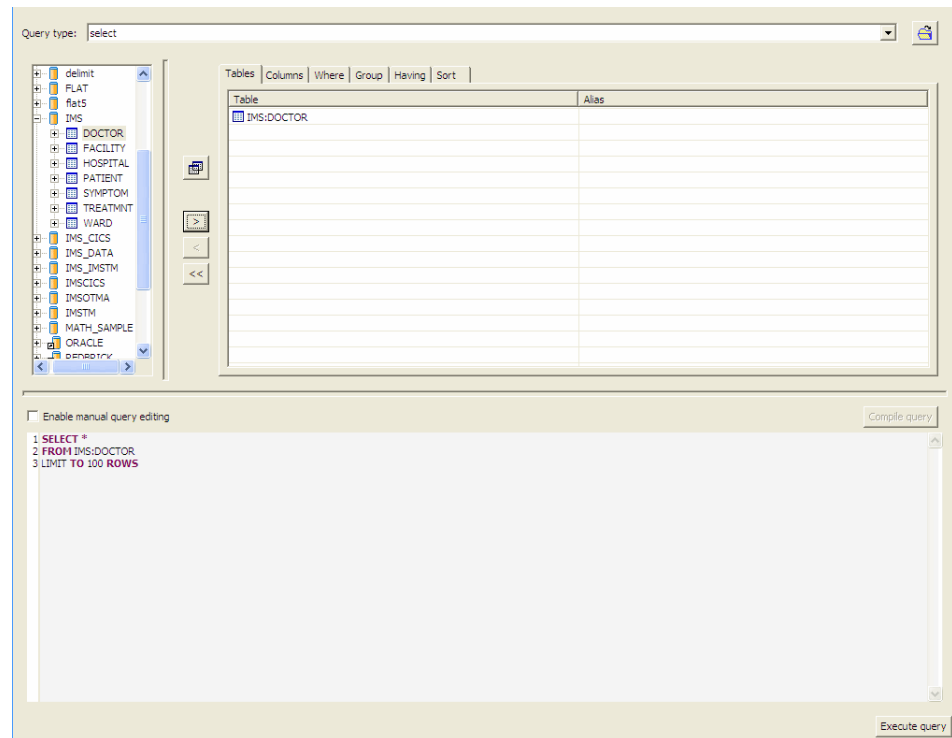 Query type: select
delimit
FLAT
flat5
IMS
DOCTOR
FACILITY
HOSPITAL
PATIENT
SYMPTOM
TREATMNT
WARD
IMS_CICS
IMS_DATA
IMS_IMSTM
IMSCICS
IMSOTMA
IMSTM
MATH_SAMPLE
ORACLE
REDBRICK
>
<
<<
Tables Columns Where Group Having Sort
Table Alias
IMS:DOCTOR
Enable manual query editing
Compile query
1 SELECT *
2 FROM IMS:DOCTOR
3 LIMIT TO 100 ROWS
Execute query